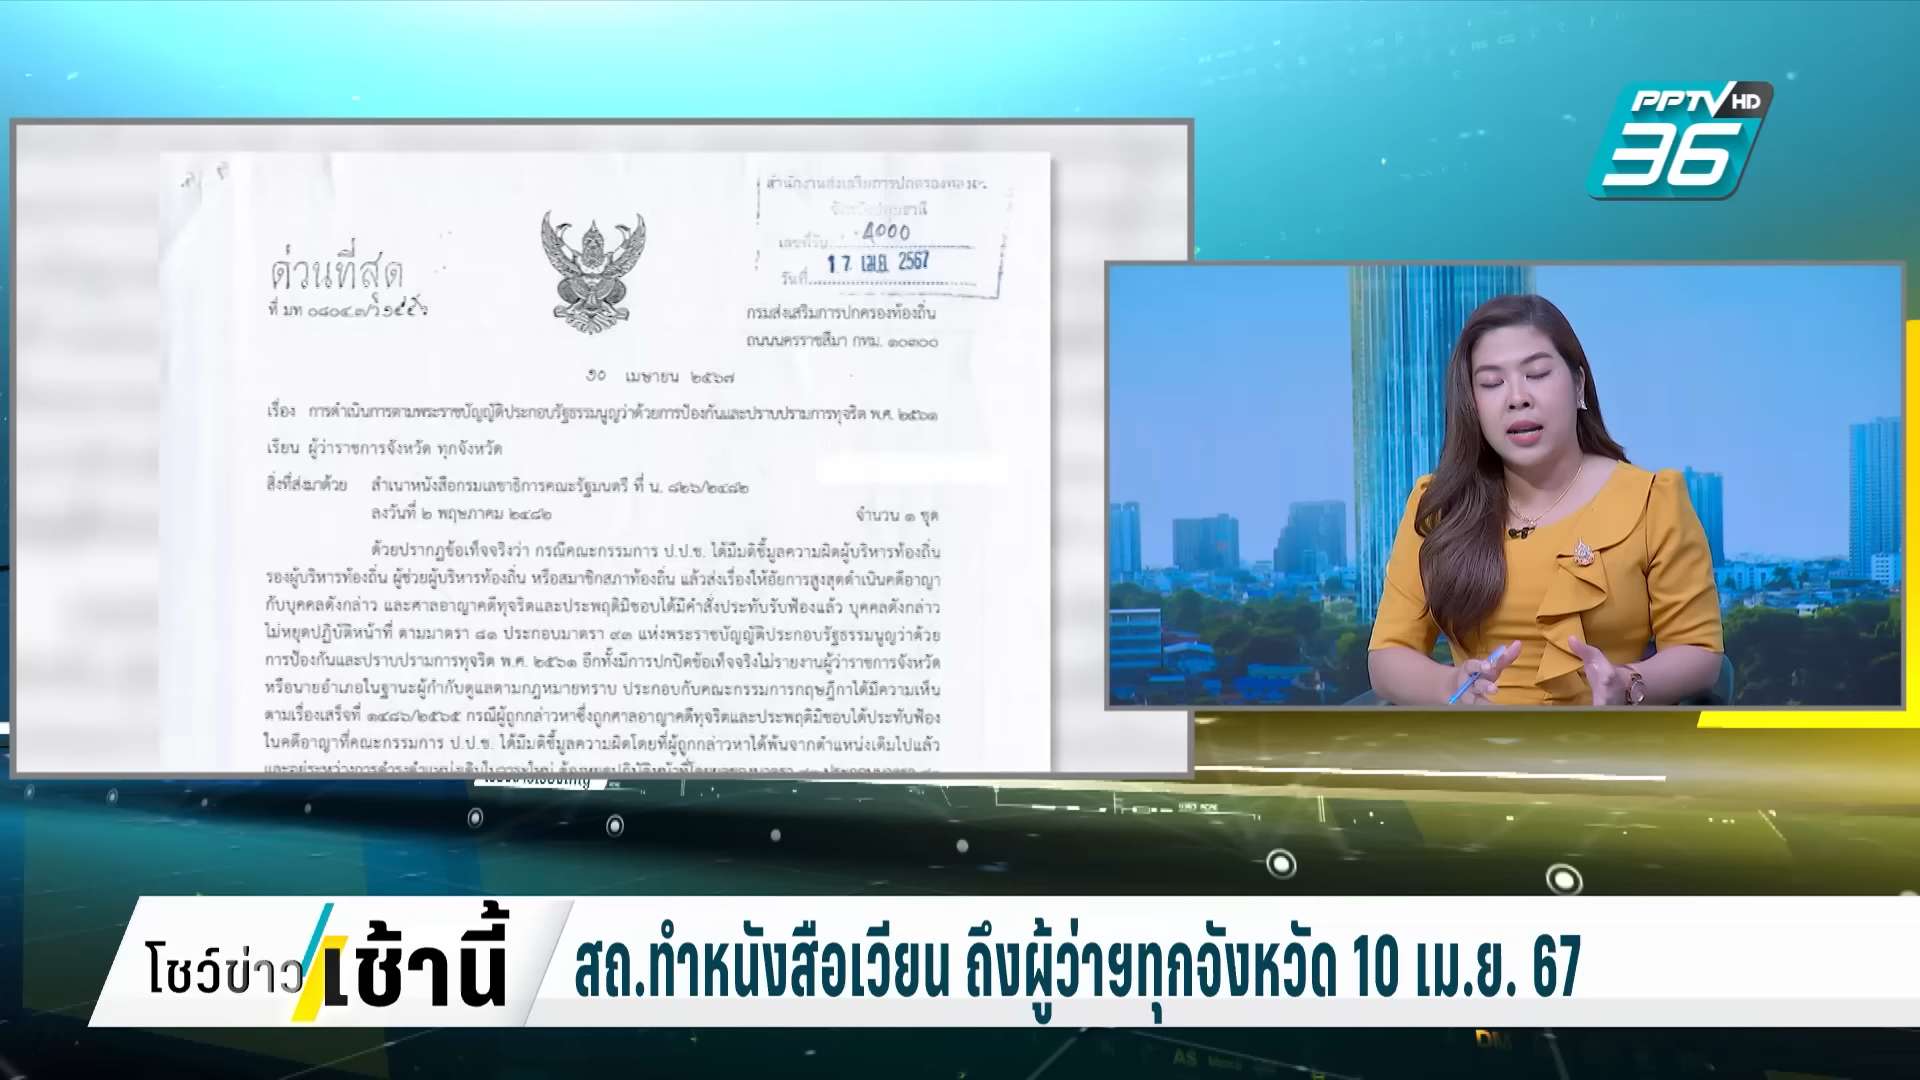 PPTV HD
36
สำนักงานส่งเสริมการปกครองท้องถิ่น
เลขที่รับ 4000
วันที่ 17 เม.ย. 2567
ด่วนที่สุด
ที่ มท ๐๘๐๔.๓/ว
กรมส่งเสริมการปกครองท้องถิ่น
ถนนนครราชสีมา กทม. ๑๐๓๐๐
๑๐ เมษายน ๒๕๖๗
เรื่อง การดำเนินการตามพระราชบัญญัติประกอบรัฐธรรมนูญว่าด้วยการป้องกันและปราบปรามการทุจริต พ.ศ. ๒๕๖๑
เรียน ผู้ว่าราชการจังหวัด ทุกจังหวัด
สิ่งที่ส่งมาด้วย สำเนาหนังสือกรมเลขาธิการคณะรัฐมนตรี ที่ น. ๘๒๖/๒๔๘๒
ลงวันที่ ๒ พฤษภาคม ๒๔๘๒ จำนวน ๑ ชุด
ด้วยปรากฏข้อเท็จจริงว่า กรณีคณะกรรมการ ป.ป.ช. ได้มีมติชี้มูลความผิดผู้บริหารท้องถิ่น
รองผู้บริหารท้องถิ่น ผู้ช่วยผู้บริหารท้องถิ่น หรือสมาชิกสภาท้องถิ่น แล้วส่งเรื่องให้อัยการสูงสุดดำเนินคดีอาญา
กับบุคคลดังกล่าว และศาลอาญาคดีทุจริตและประพฤติมิชอบได้มีคำสั่งประทับรับฟ้องแล้ว บุคคลดังกล่าว
ไม่หยุดปฏิบัติหน้าที่ ตามมาตรา ๘๑ ประกอบมาตรา ๙๓ แห่งพระราชบัญญัติประกอบรัฐธรรมนูญว่าด้วย
การป้องกันและปราบปรามการทุจริต พ.ศ. ๒๕๖๑ อีกทั้งมีการปกปิดข้อเท็จจริงไม่รายงานผู้ว่าราชการจังหวัด
หรือนายอำเภอในฐานะผู้กำกับดูแลตามกฎหมายทราบ ประกอบกับคณะกรรมการกฤษฎีกาได้มีความเห็น
ตามเรื่องเสร็จที่ ๑๔๘๖/๒๕๖๕ กรณีผู้ถูกกล่าวหาซึ่งถูกศาลอาญาคดีทุจริตและประพฤติมิชอบได้ประทับฟ้อง
ในคดีอาญาที่คณะกรรมการ ป.ป.ช. ได้มีมติชี้มูลความผิดโดยที่ผู้ถูกกล่าวหาได้พ้นจากตำแหน่งเดิมไปแล้ว
โชว์ข่าวเช้านี้
สถ.ทำหนังสือเวียน ถึงผู้ว่าฯทุกจังหวัด 10 เม.ย. 67